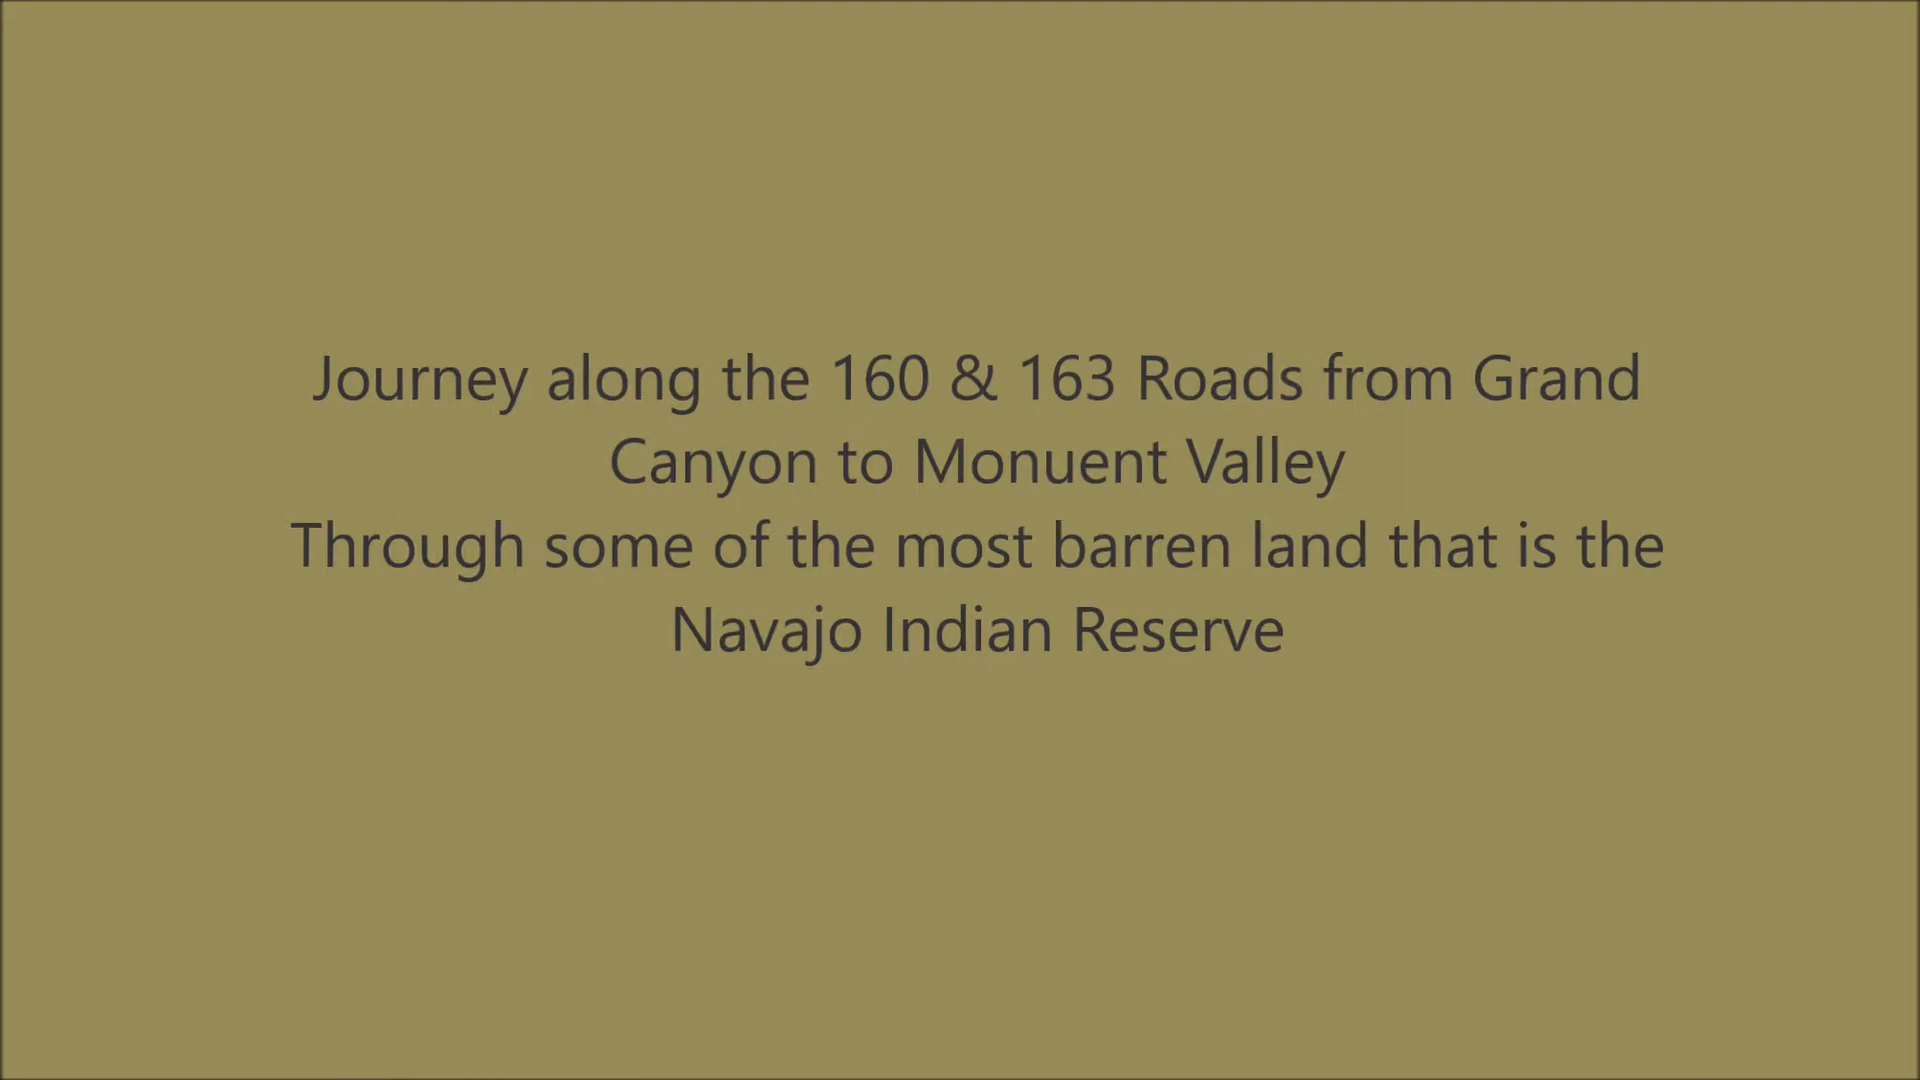 Journey along the 160 & 163 Roads from Grand
Canyon to Monuent Valley
Through some of the most barren land that is the
Navajo Indian Reserve